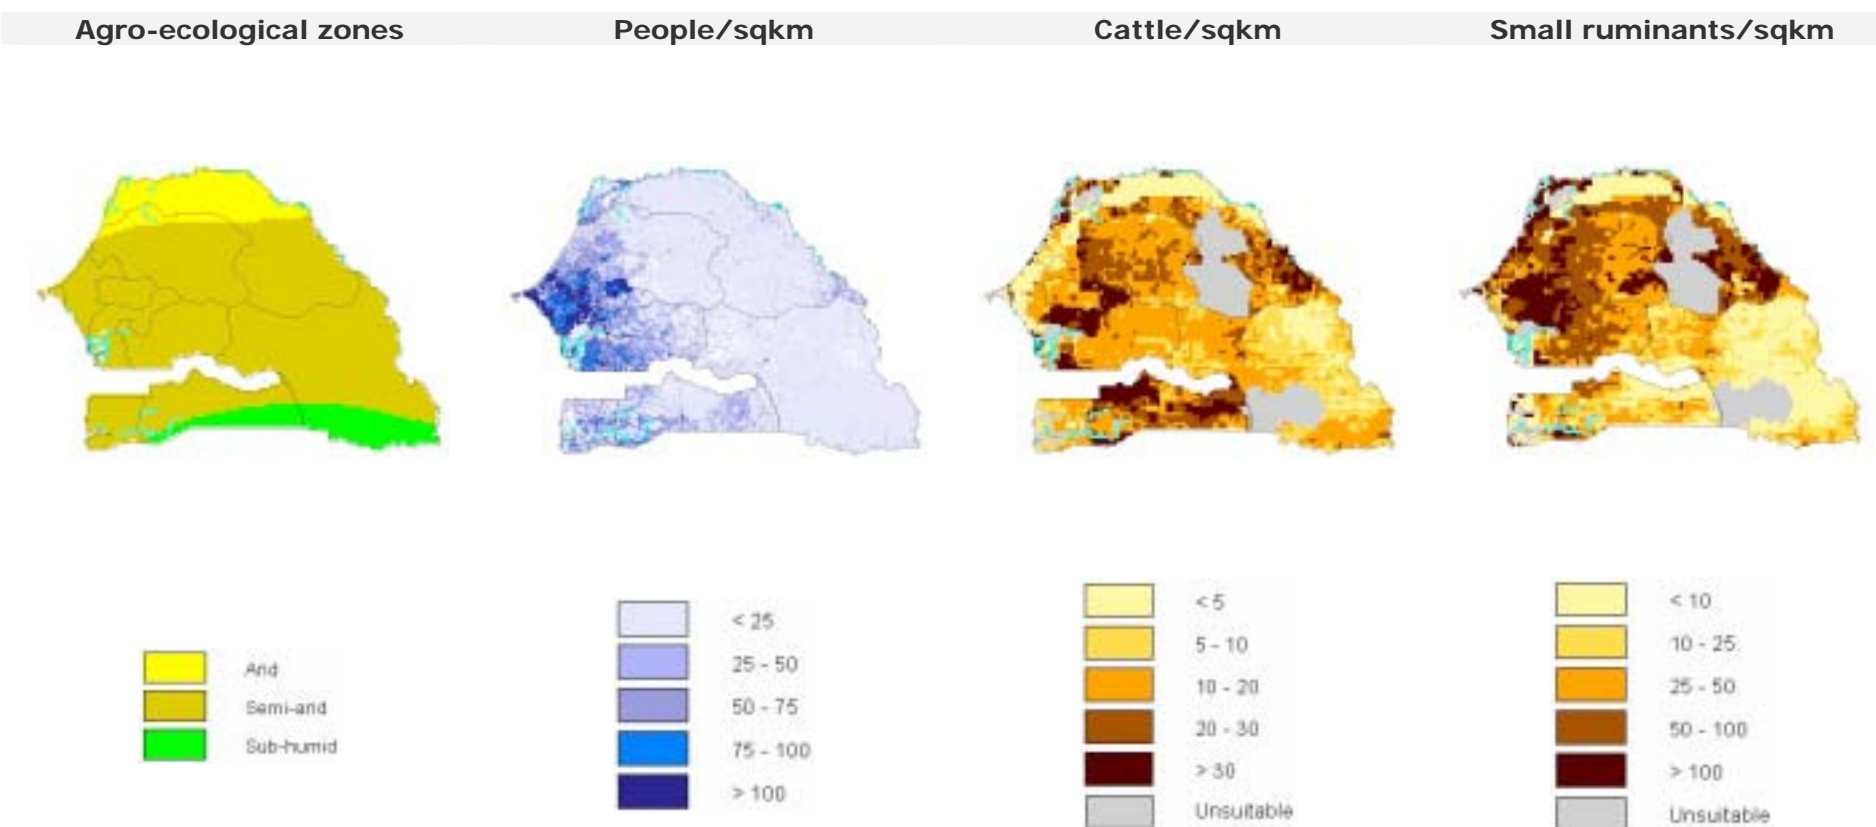 Agro-ecological zones People/sqkm Cattle/sqkm Small ruminants/sqkm
Arid
Semi-arid
Sub-humid
< 25
25 - 50
50 - 75
75 - 100
> 100
< 5
5 - 10
10 - 20
20 - 30
> 30
Unsuitable
< 10
10 - 25
25 - 50
50 - 100
> 100
Unsuitable